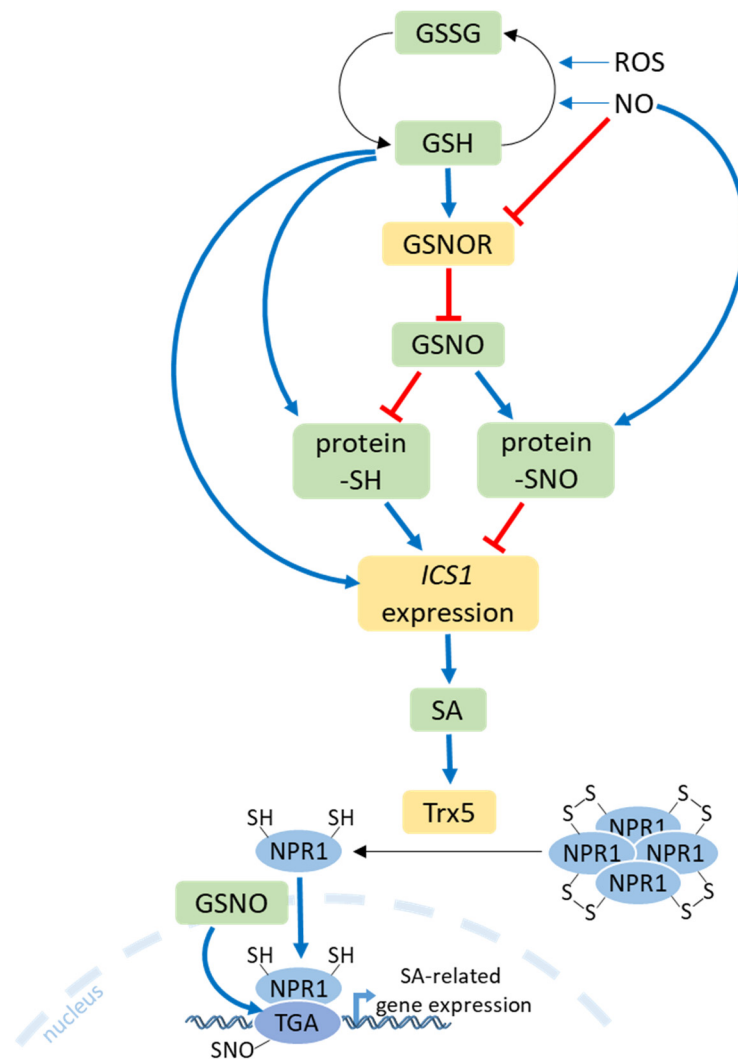 GSSG
ROS
NO
GSH
GSNOR
GSNO
protein
-SH
protein
-SNO
ICS1
expression
SA
Trx5
SH
SH
NPR1
S
S
S
S
NPR1
NPR1
NPR1
NPR1
S
S
S
S
GSNO
SH
SH
NPR1
TGA
SNO
SA-related
gene expression
nucleus